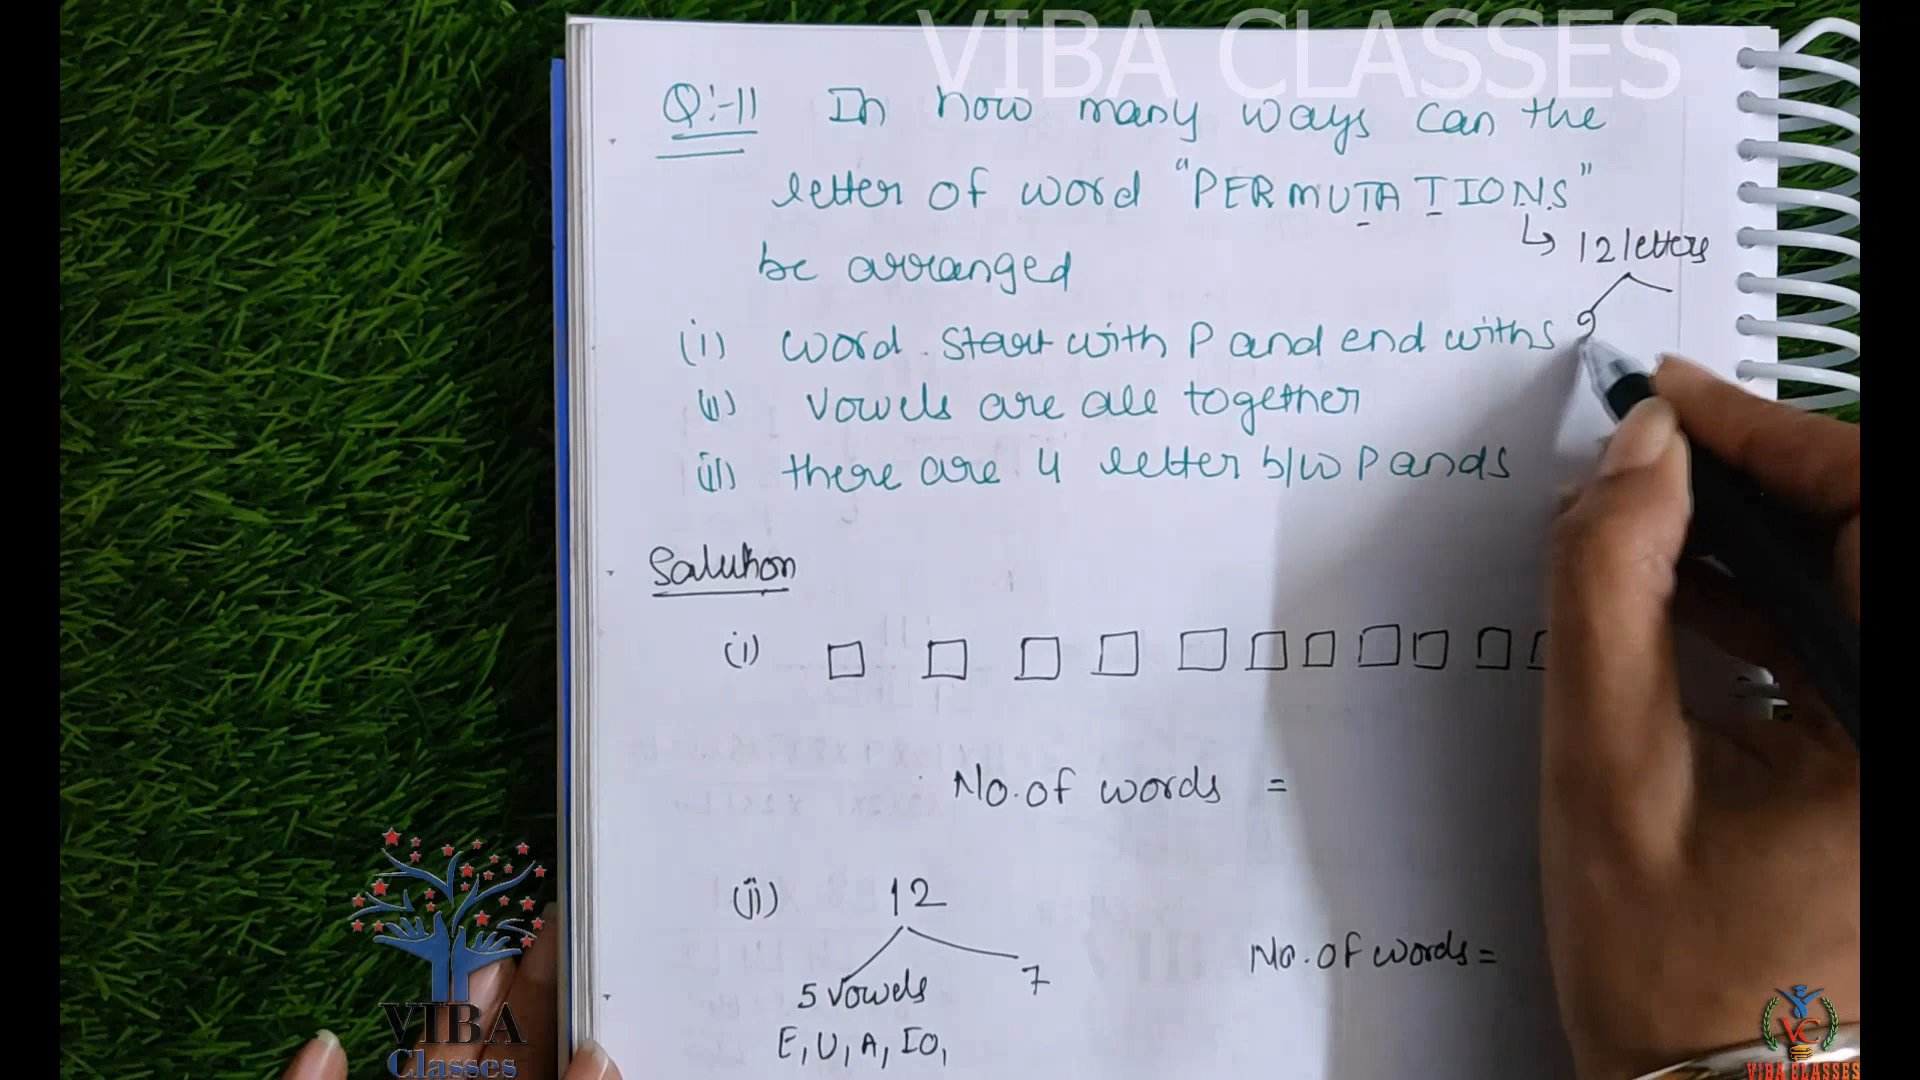 VIBA CLASSES
Q:-11 In how many ways can the
letter of word "PERMUTATIONS"
↳ 12 letters
be arranged
9
(i) word start with P and end with S
(ii) vowels are all together
(iii) there are 4 letter b/w P and S
Solution
(i)
No. of words =
(ii) 12
No. of words =
5 vowels 7
E, U, A, I O,
VIBA
Classes
VC
VIBA CLASSES